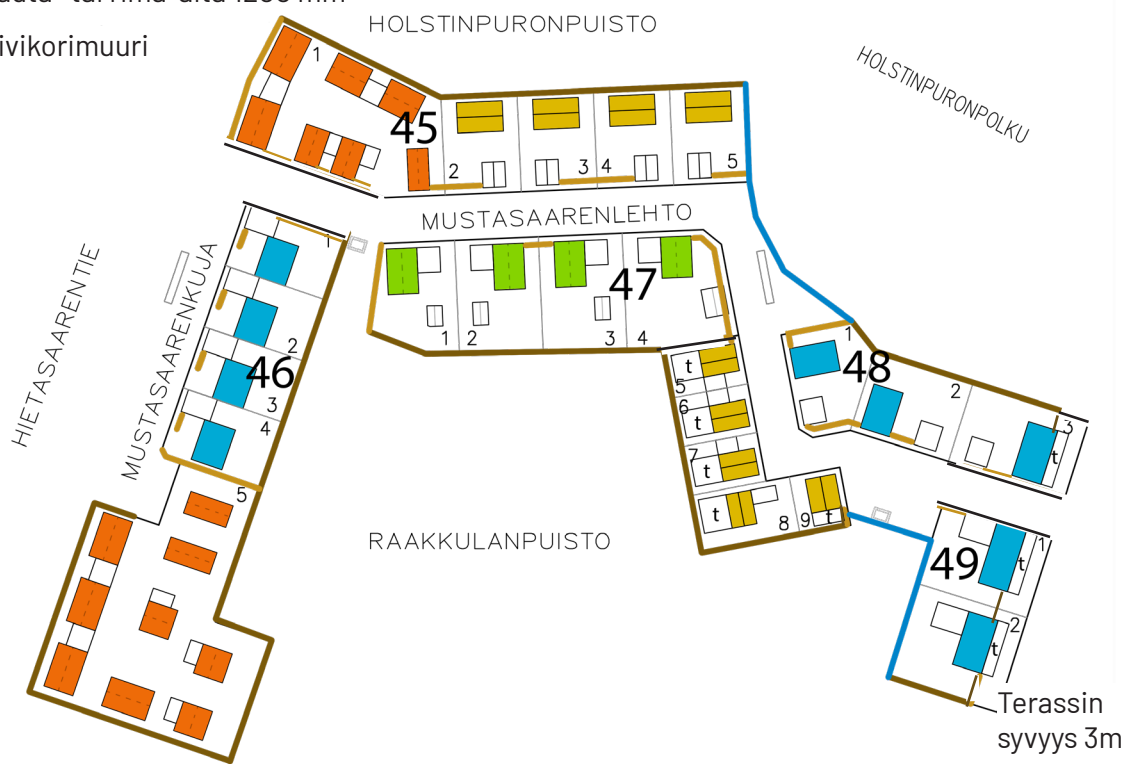 ivikorimuuri
HOLSTINPURONPUISTO
HOLSTINPURONPOLKU
1
45
2
3
4
5
MUSTASAARENLEHTO
HIETASAARENTIE
MUSTASAARENKUJA
1
2
46
3
4
5
47
1
2
3
4
t
5
6
t
7
t
t
8
9
t
1
48
2
3
t
RAAKKULANPUISTO
49
1
t
2
t
Terassin
syvyys 3m